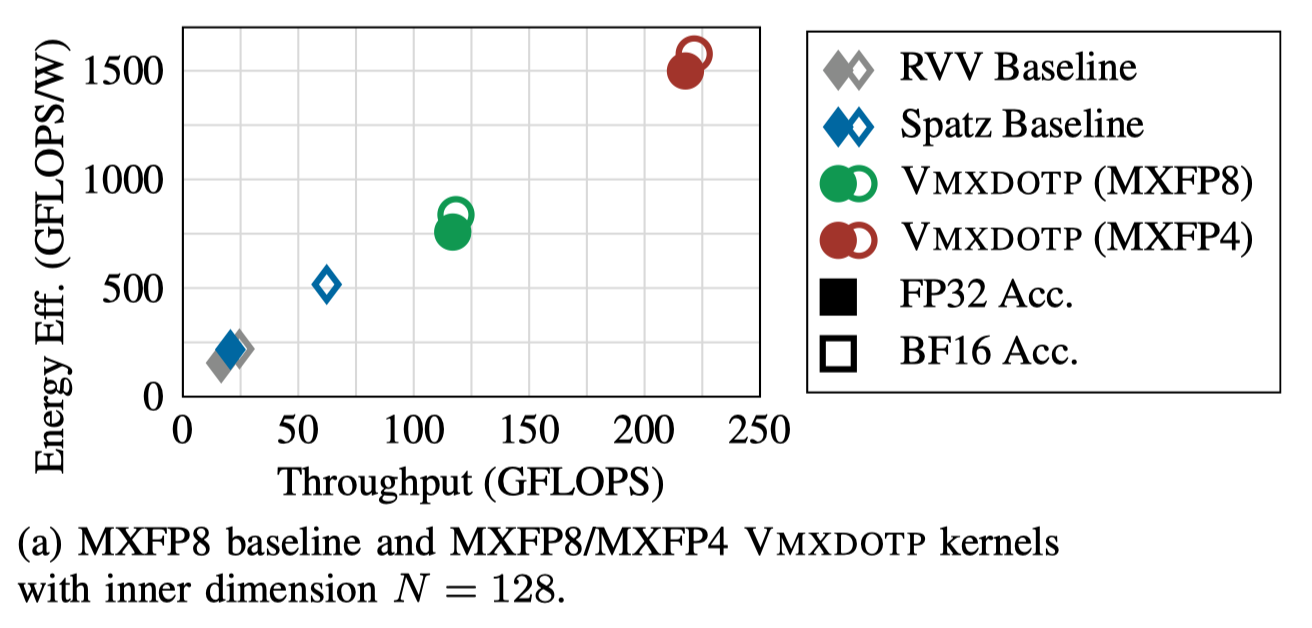 Energy Eff. (GFLOPS/W)
1500
1000
500
0
0 50 100 150 200 250
Throughput (GFLOPS)
RVV Baseline
Spatz Baseline
VMXDOTP (MXFP8)
VMXDOTP (MXFP4)
FP32 Acc.
BF16 Acc.
(a) MXFP8 baseline and MXFP8/MXFP4 VMXDOTP kernels
with inner dimension N = 128.